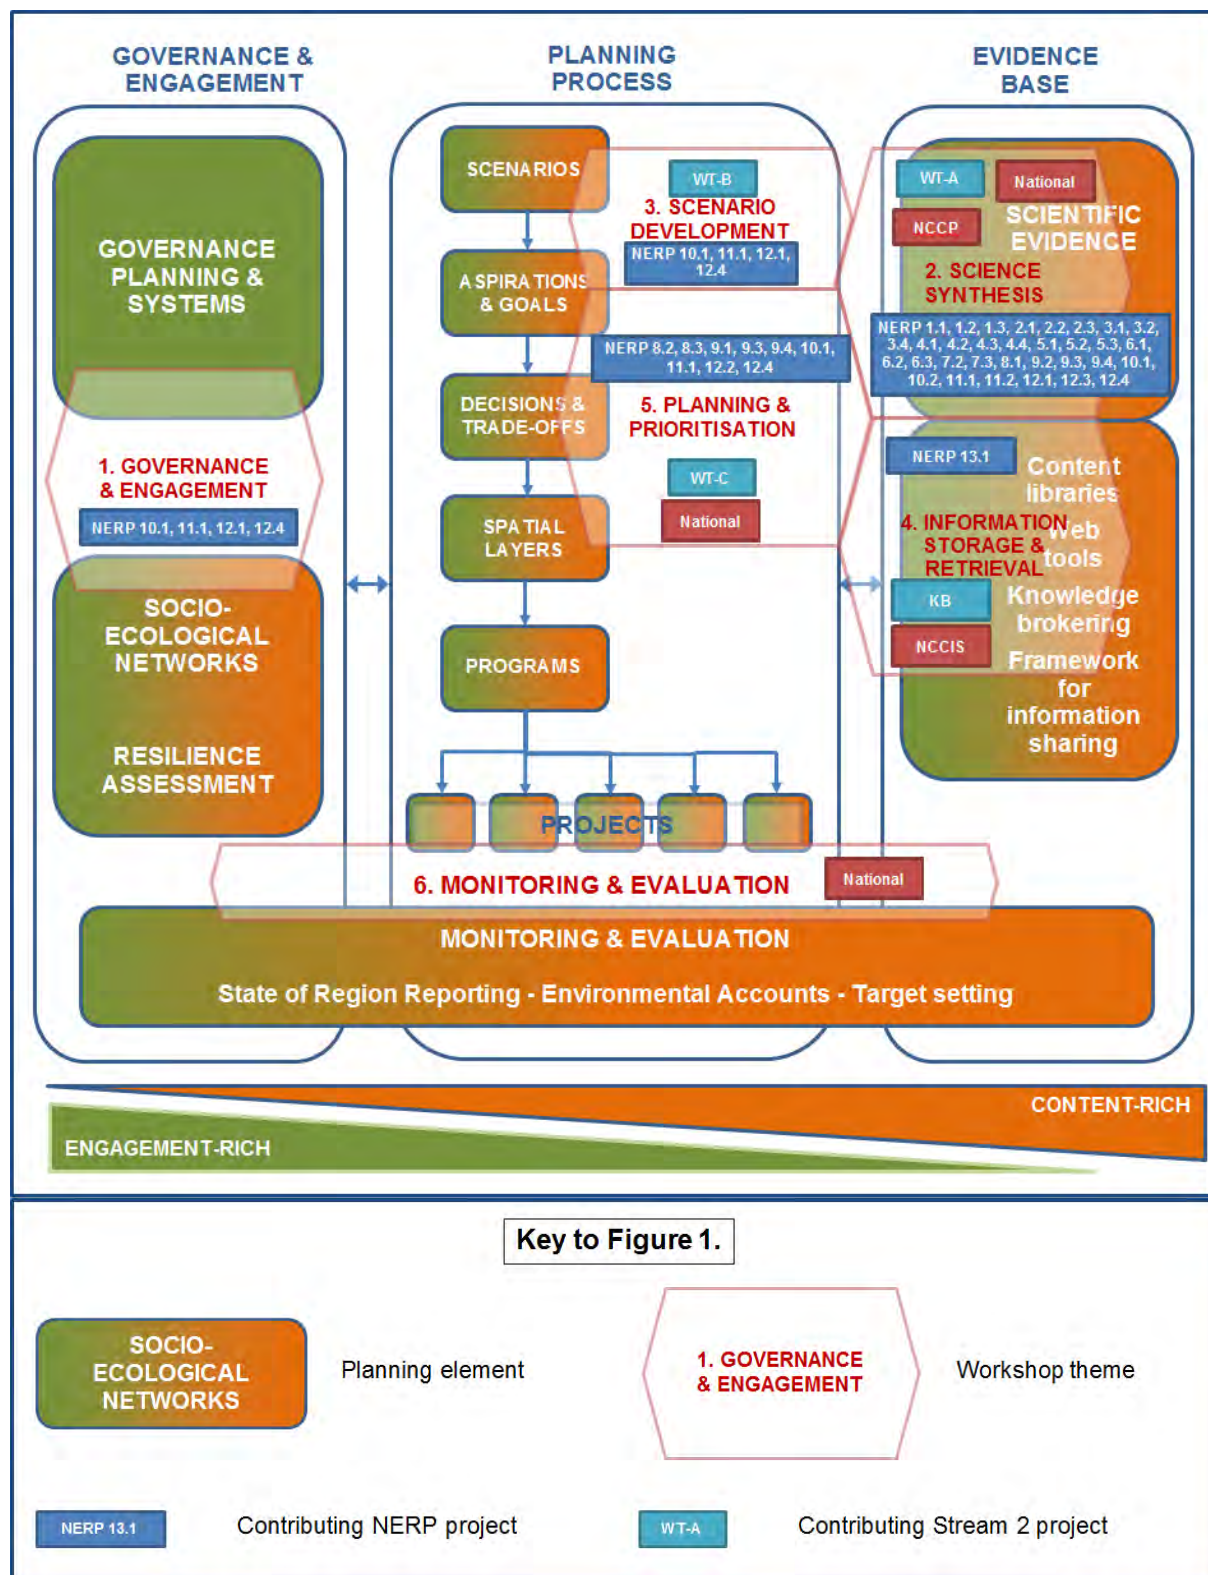 GOVERNANCE &
ENGAGEMENT
PLANNING
PROCESS
EVIDENCE
BASE
GOVERNANCE
PLANNING &
SYSTEMS
1. GOVERNANCE
& ENGAGEMENT
NERP 10.1, 11.1, 12.1, 12.4
SOCIO-
ECOLOGICAL
NETWORKS
RESILIENCE
ASSESSMENT
SCENARIOS
WT-B
3. SCENARIO
DEVELOPMENT
NERP 10.1, 11.1, 12.1,
12.4
ASPIRATIONS
& GOALS
NERP 8.2, 8.3, 9.1, 9.3, 9.4, 10.1,
11.1, 12.2, 12.4
DECISIONS &
TRADE-OFFS
5. PLANNING &
PRIORITISATION
WT-C
National
SPATIAL
LAYERS
PROGRAMS
PROJECTS
WT-A
National
NCCP
SCIENTIFIC
EVIDENCE
2. SCIENCE
SYNTHESIS
NERP 1.1, 1.2, 1.3, 2.1, 2.2, 2.3, 3.1, 3.2,
3.4, 4.1, 4.2, 4.3, 4.4, 5.1, 5.2, 5.3, 6.1,
6.2, 6.3, 7.2, 7.3, 8.1, 9.2, 9.3, 9.4, 10.1,
10.2, 11.1, 11.2, 12.1, 12.3, 12.4
NERP 13.1
Content
libraries
4. INFORMATION
STORAGE &
RETRIEVAL
Web
tools
KB
Knowledge
brokering
NCCIS
Framework
for
information
sharing
6. MONITORING & EVALUATION
National
MONITORING & EVALUATION
State of Region Reporting - Environmental Accounts - Target setting
CONTENT-RICH
ENGAGEMENT-RICH
Key to Figure 1.
SOCIO-
ECOLOGICAL
NETWORKS
Planning element
1. GOVERNANCE
& ENGAGEMENT
Workshop theme
NERP 13.1
Contributing NERP project
WT-A
Contributing Stream 2 project